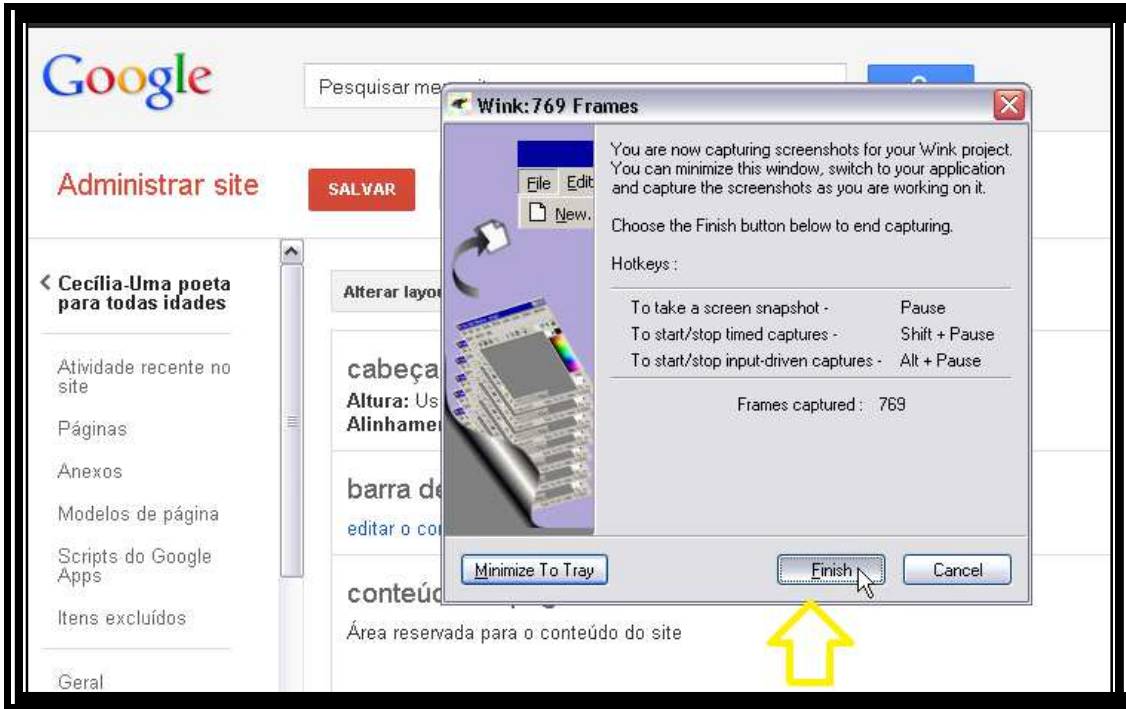 Google
Pesquisar me
Administrar site
SALVAR
Cecília-Uma poeta
para todas idades
Atividade recente no
site
Páginas
Anexos
Modelos de página
Scripts do Google
Apps
Itens excluídos
Geral
Alterar layou
cabeça
Altura: Us
Alinhame
barra de
editar o co
conteúd
Área reservada para o conteúdo do site
Wink:769 Frames
File Edit
New.
You are now capturing screenshots for your Wink project.
You can minimize this window, switch to your application
and capture the screenshots as you are working on it.
Choose the Finish button below to end capturing.
Hotkeys :
To take a screen snapshot - Pause
To start/stop timed captures - Shift + Pause
To start/stop input-driven captures - Alt + Pause
Frames captured : 769
Minimize To Tray
Finish
Cancel